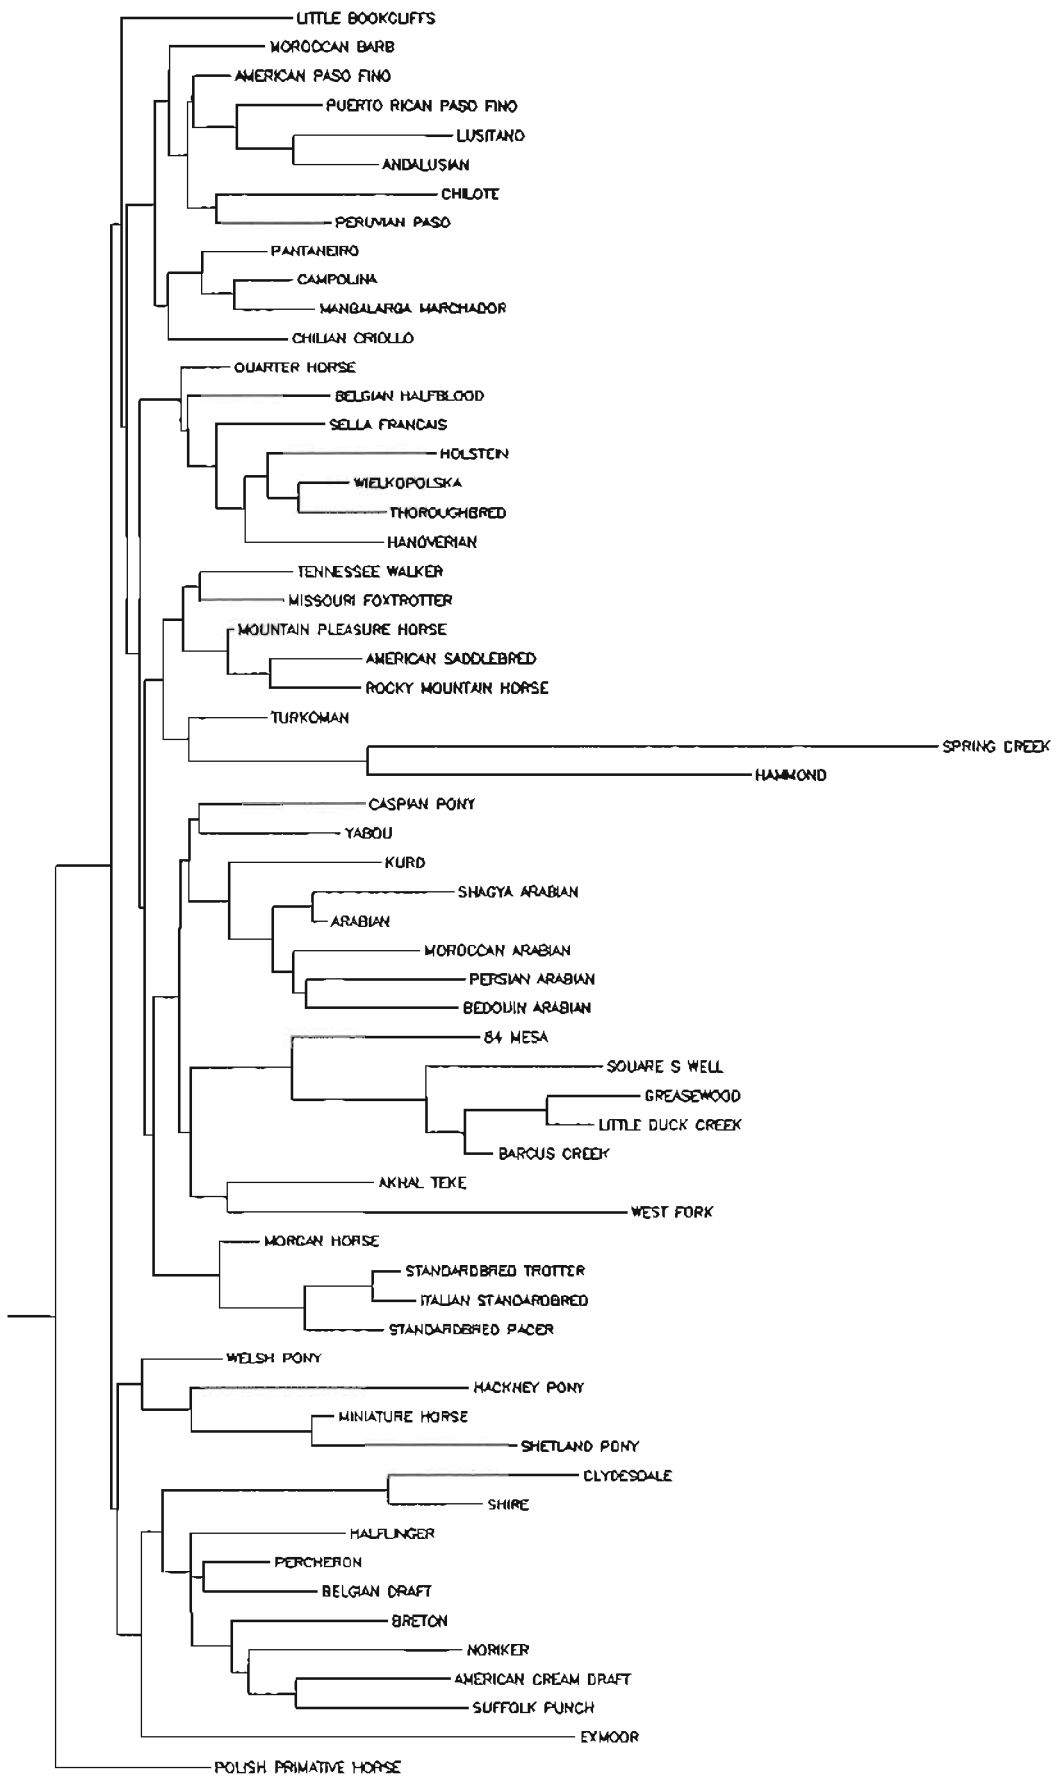 LITTLE BOOKCLIFFS
MOROCCAN BARB
AMERICAN PASO FINO
PUERTO RICAN PASO FINO
LUSITANO
ANDALUSIAN
CHILOTE
PERUVIAN PASO
PANTANEIRO
CAMPOLINA
MANGALARGA MARCHADOR
CHILIAN CRIOLLO
QUARTER HORSE
BELGIAN HALFBLOOD
SELLA FRANCAIS
HOLSTEIN
WIELKOPOLSKA
THOROUGHBRED
HANOVERIAN
TENNESSEE WALKER
MISSOURI FOXTROTTER
MOUNTAIN PLEASURE HORSE
AMERICAN SADDLEBRED
ROCKY MOUNTAIN HORSE
TURKOMAN
SPRING CREEK
HAMMOND
CASPIAN PONY
YABOU
KURD
SHAGYA ARABIAN
ARABIAN
MOROCCAN ARABIAN
PERSIAN ARABIAN
BEDOUIN ARABIAN
84 MESA
SQUARE S WELL
GREASEWOOD
LITTLE DUCK CREEK
BARCUS CREEK
AKHAL TEKE
WEST FORK
MORGAN HORSE
STANDARDBRED TROTTER
ITALIAN STANDARDBRED
STANDARDBRED PACER
WELSH PONY
HACKNEY PONY
MINIATURE HORSE
SHETLAND PONY
CLYDESDALE
SHIRE
HALFLINGER
PERCHERON
BELGIAN DRAFT
BRETON
NORIKER
AMERICAN CREAM DRAFT
SUFFOLK PUNCH
EXMOOR
POLISH PRIMATIVE HORSE